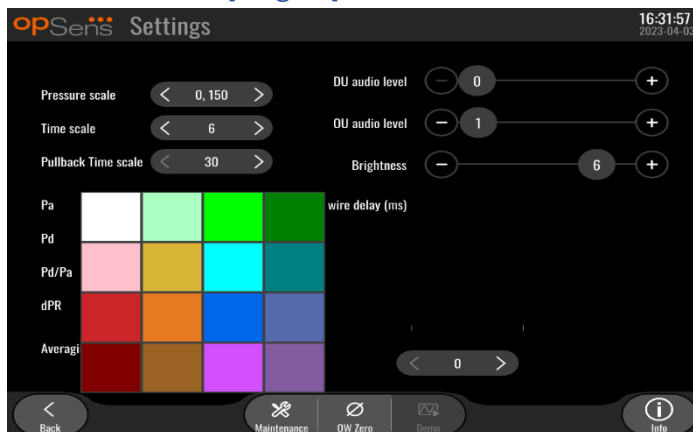 opSens Settings
16:31:57
2023-04-03
Pressure scale < 0, 150 >
DU audio level − 0 +
Time scale < 6 >
OU audio level − 1 +
Pullback Time scale < 30 >
Brightness − 6 +
Pa
wire delay (ms)
Pd
Pd/Pa
dPR
Averagi
< 0 >
Back
Maintenance
OW Zero
Demo
Info